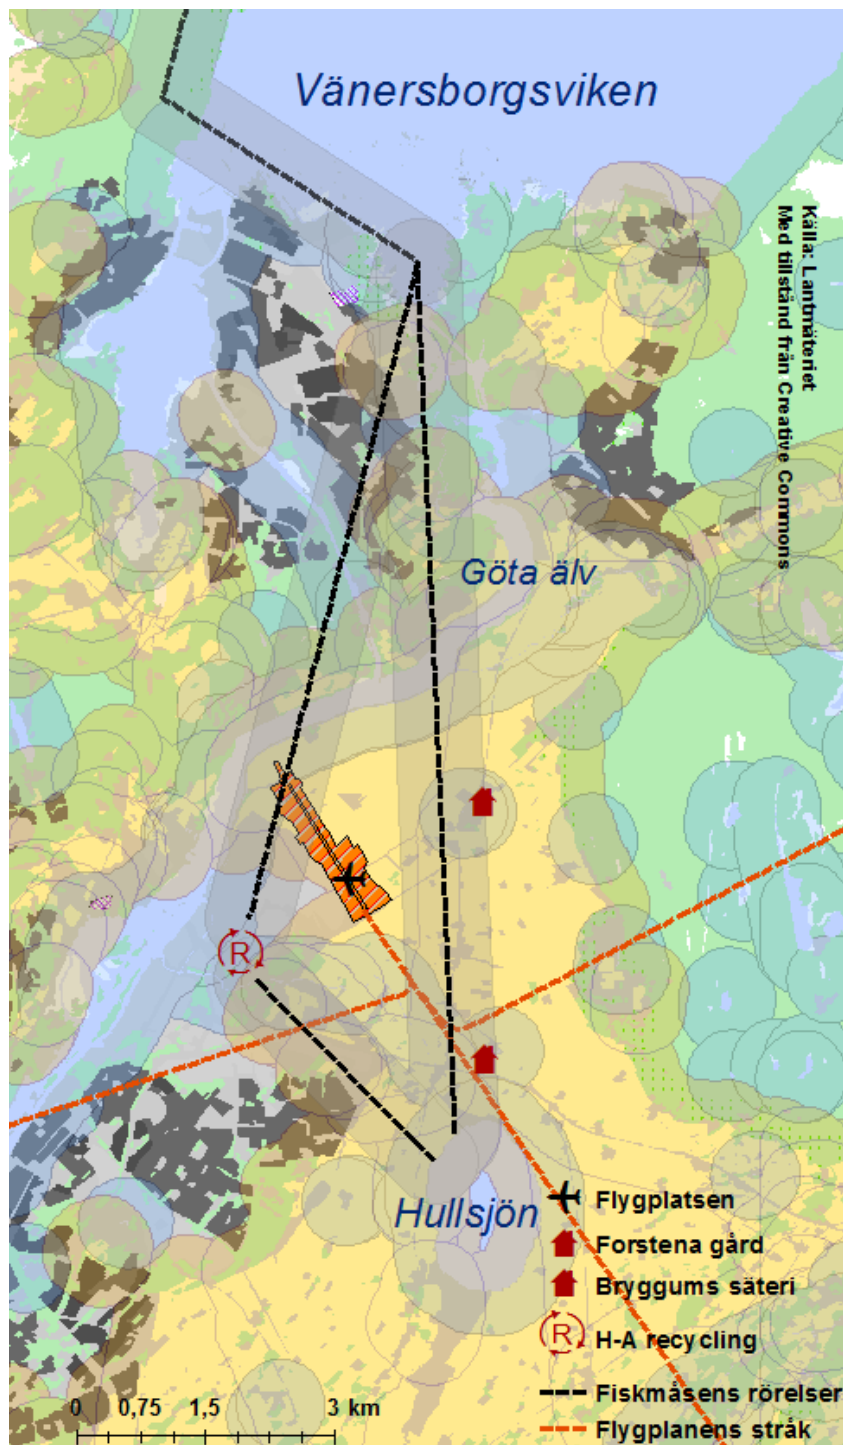 Vänersborgsviken
Källa: Lantmäteriet
Med tillstånd från Creative Commons
Göta älv
R
Hullsjön
Flygplatsen
Forstena gård
Bryggums säteri
R H-A recycling
Fiskmåsens rörelser
Flygplanens stråk
0 0,75 1,5 3 km